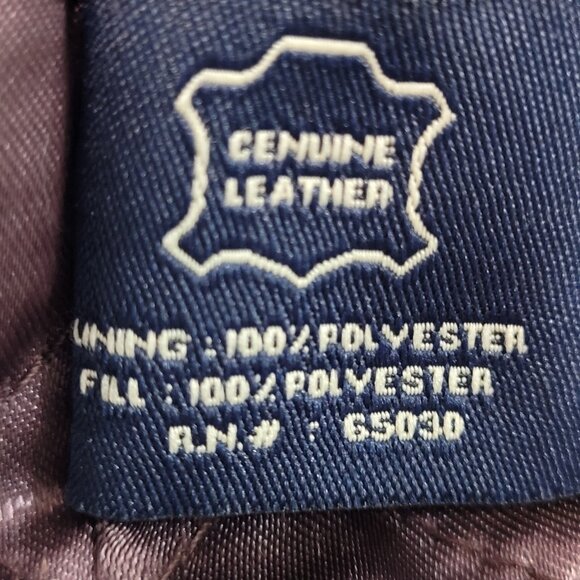 GENUINE
LEATHER
LINING : 100% POLYESTER
FILL : 100% POLYESTER
R.N.# : 65030